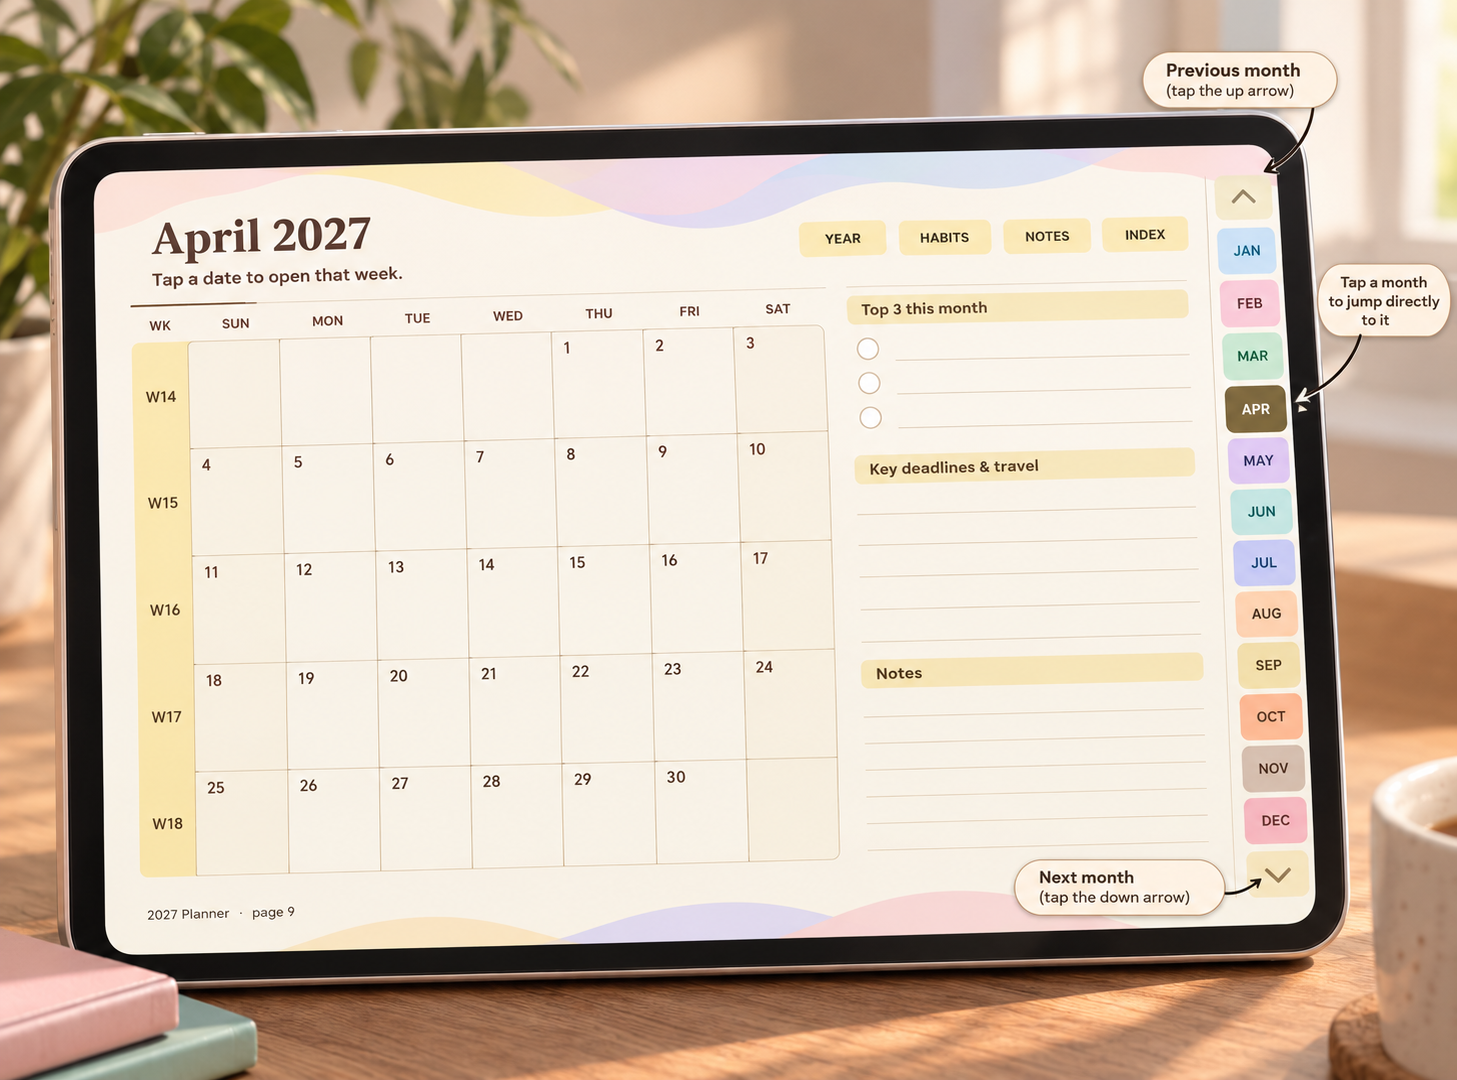 Previous month
(tap the up arrow)
April 2027
Tap a date to open that week.
YEAR HABITS NOTES INDEX
WK SUN MON TUE WED THU FRI SAT
W14 1 2 3
W15 4 5 6 7 8 9 10
W16 11 12 13 14 15 16 17
W17 18 19 20 21 22 23 24
W18 25 26 27 28 29 30
Top 3 this month
Key deadlines & travel
Notes
JAN
FEB
MAR
APR
MAY
JUN
JUL
AUG
SEP
OCT
NOV
DEC
Tap a month
to jump directly
to it
Next month
(tap the down arrow)
2027 Planner · page 9